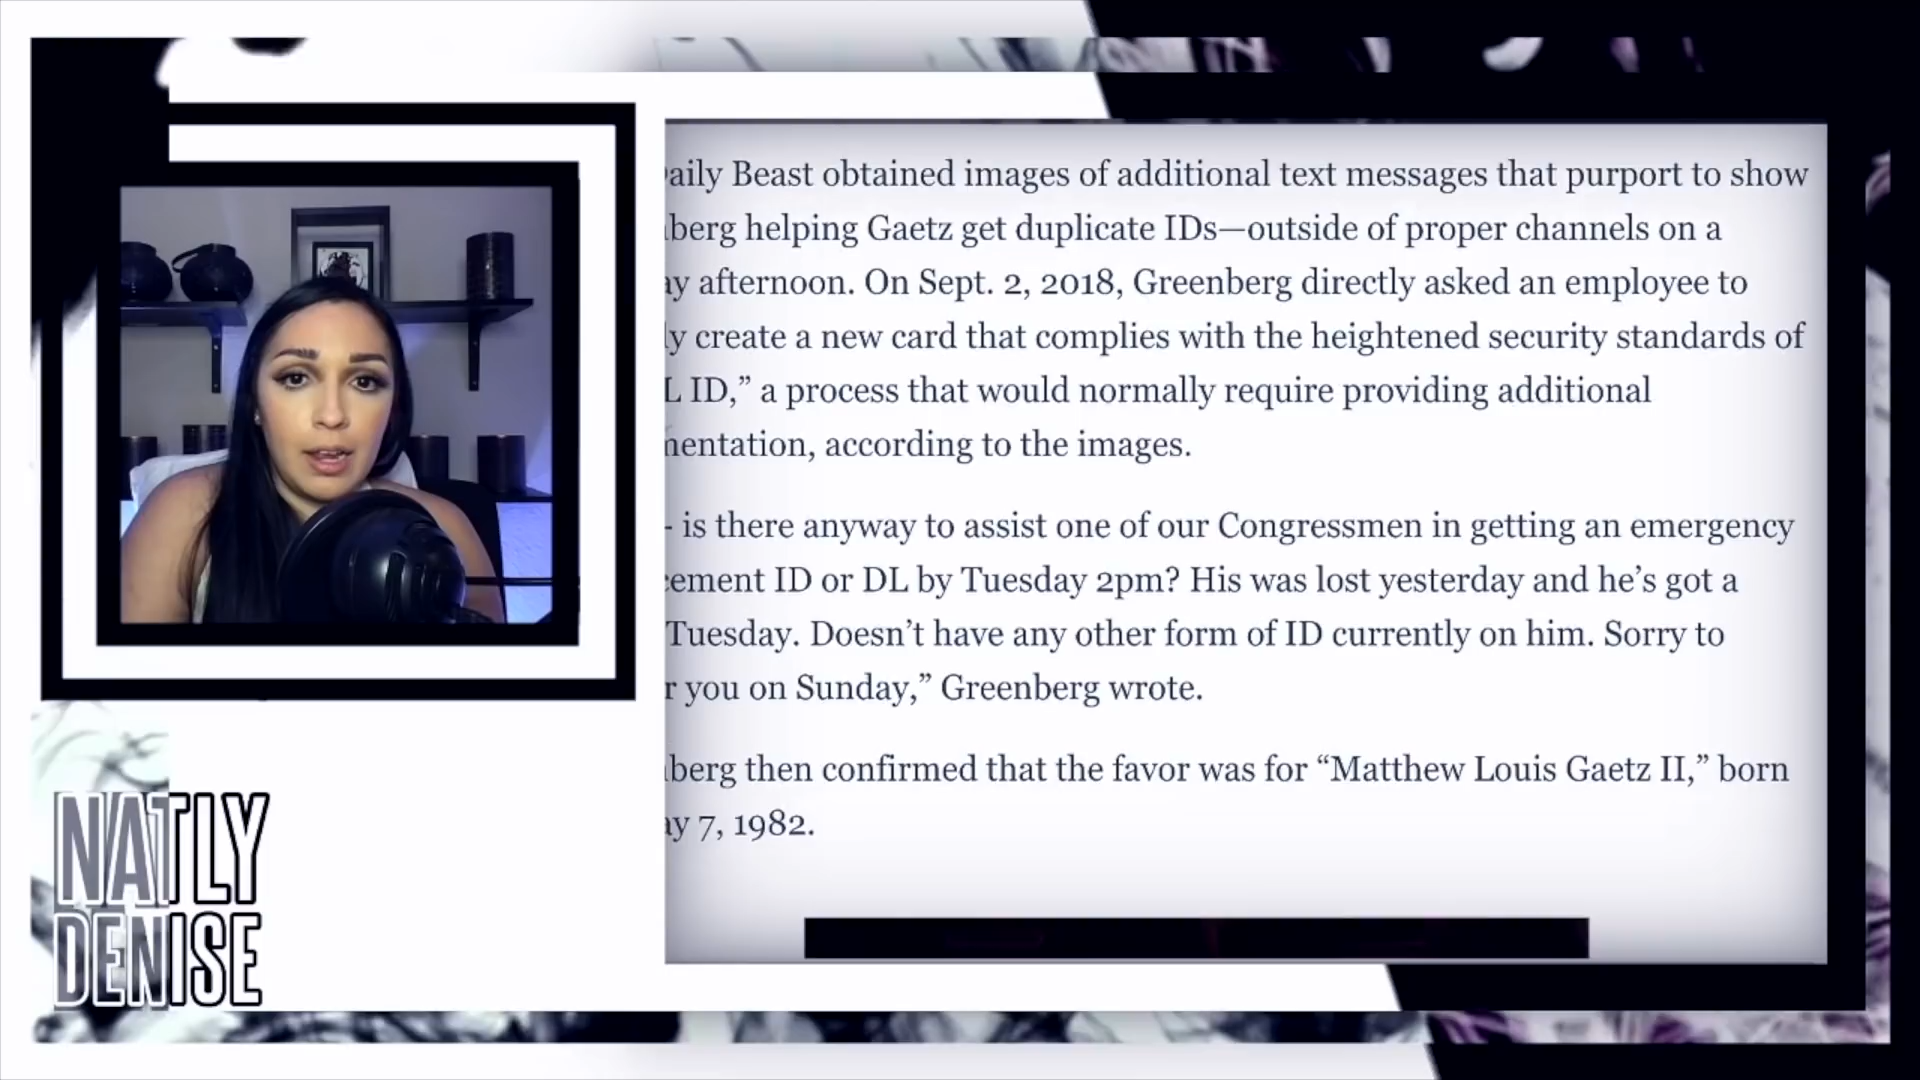 aily Beast obtained images of additional text messages that purport to show
berg helping Gaetz get duplicate IDs—outside of proper channels on a
ay afternoon. On Sept. 2, 2018, Greenberg directly asked an employee to
ly create a new card that complies with the heightened security standards of
L ID,” a process that would normally require providing additional
mentation, according to the images.
- is there anyway to assist one of our Congressmen in getting an emergency
cement ID or DL by Tuesday 2pm? His was lost yesterday and he’s got a
Tuesday. Doesn’t have any other form of ID currently on him. Sorry to
r you on Sunday,” Greenberg wrote.
berg then confirmed that the favor was for “Matthew Louis Gaetz II,” born
ay 7, 1982.
NATLY
DENISE